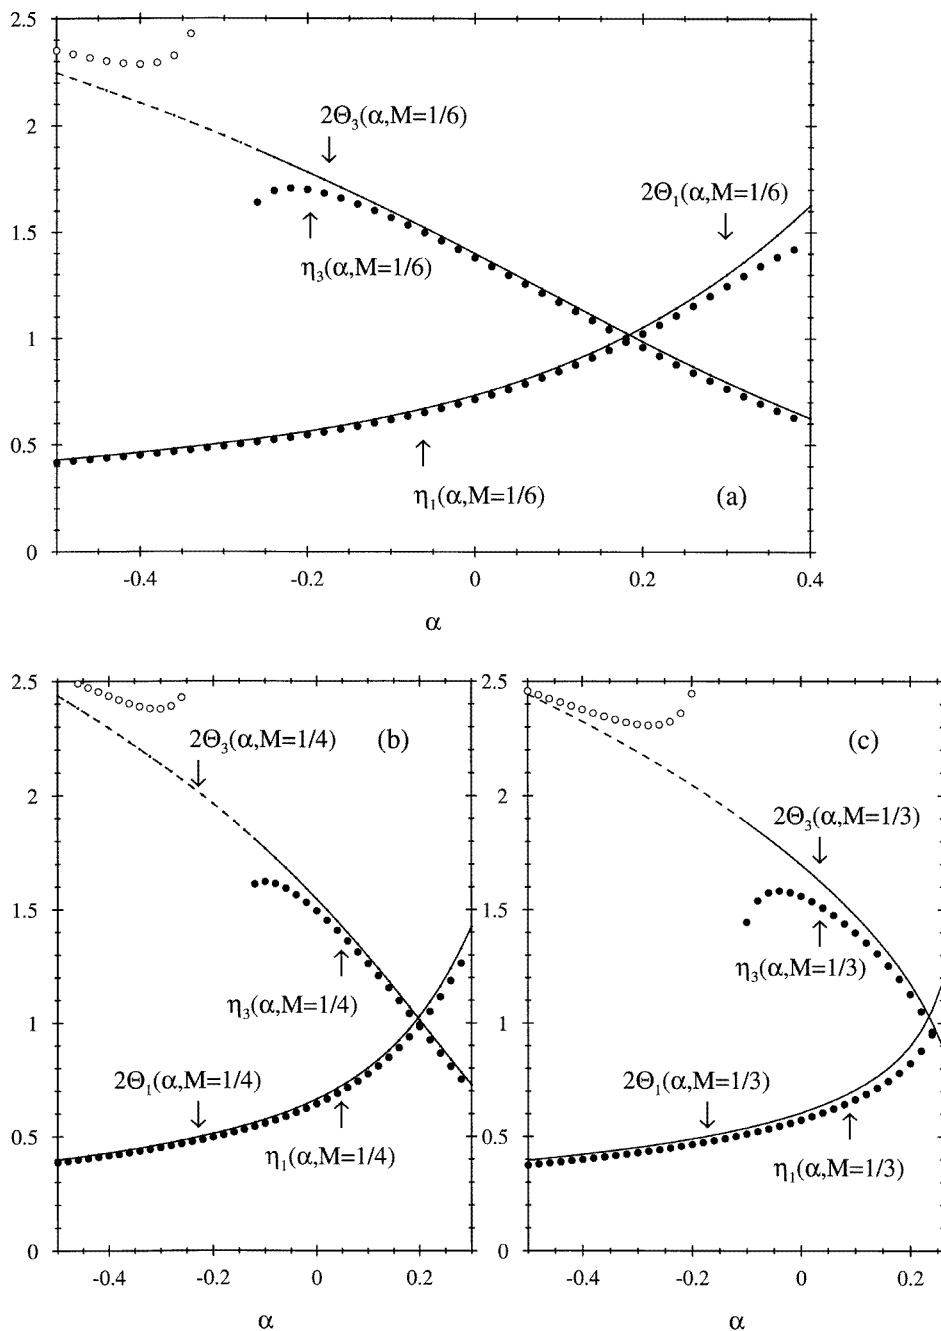 2.5
2
1.5
1
0.5
0
2Θ₃(α,M=1/6)
2Θ₁(α,M=1/6)
η₃(α,M=1/6)
η₁(α,M=1/6)
(a)
-0.4 -0.2 0 0.2 0.4
α
2.5
2
1.5
1
0.5
0
2Θ₃(α,M=1/4)
(b)
η₃(α,M=1/4)
2Θ₁(α,M=1/4)
η₁(α,M=1/4)
-0.4 -0.2 0 0.2
α
2.5
2
1.5
1
0.5
0
(c)
2Θ₃(α,M=1/3)
η₃(α,M=1/3)
2Θ₁(α,M=1/3)
η₁(α,M=1/3)
-0.4 -0.2 0 0.2
α